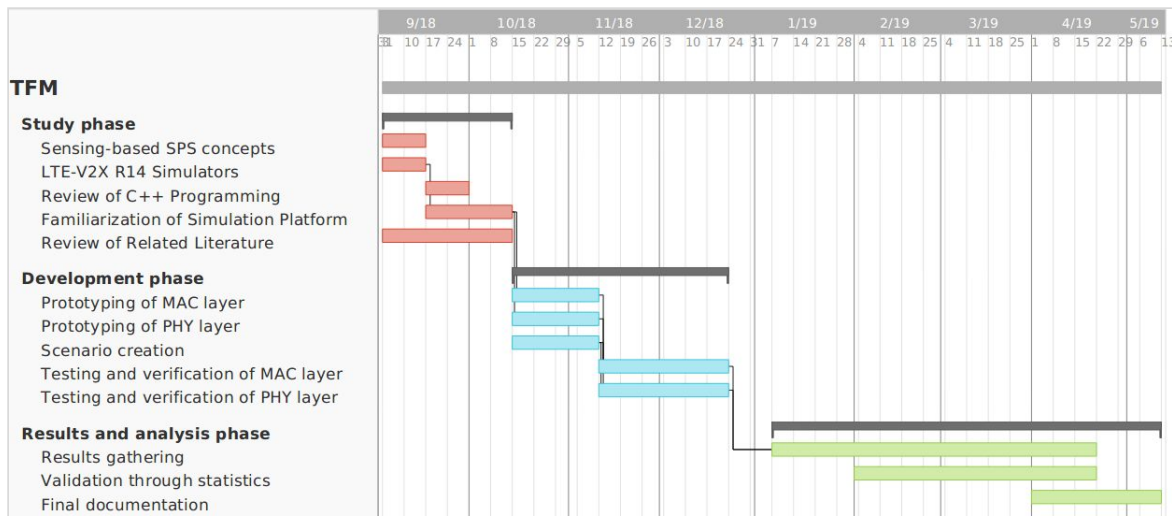 9/18 10/18 11/18 12/18 1/19 2/19 3/19 4/19 5/19
10 17 24 1 8 15 22 29 5 12 19 26 3 10 17 24 31 7 14 21 28 4 11 18 25 4 11 18 25 1 8 15 22 29 6 13
TFM
Study phase
Sensing-based SPS concepts
LTE-V2X R14 Simulators
Review of C++ Programming
Familiarization of Simulation Platform
Review of Related Literature
Development phase
Prototyping of MAC layer
Prototyping of PHY layer
Scenario creation
Testing and verification of MAC layer
Testing and verification of PHY layer
Results and analysis phase
Results gathering
Validation through statistics
Final documentation